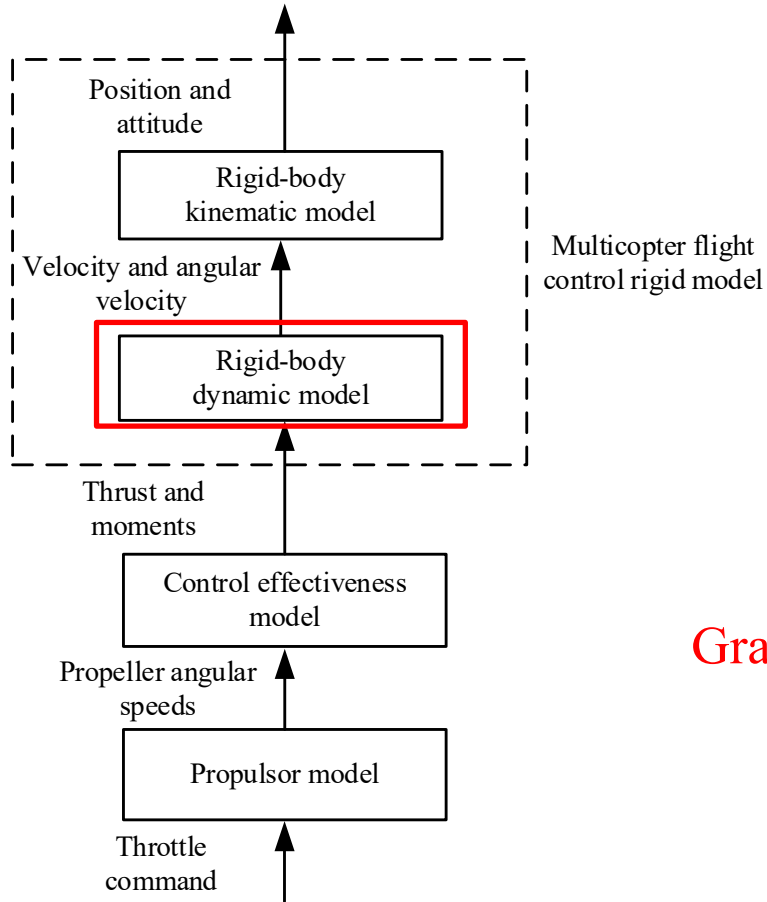 Position and
attitude
Rigid-body
kinematic model
Velocity and angular
velocity
Multicopter flight
control rigid model
Rigid-body
dynamic model
Thrust and
moments
Control effectiveness
model
Gra
Propeller angular
speeds
Propulsor model
Throttle
command